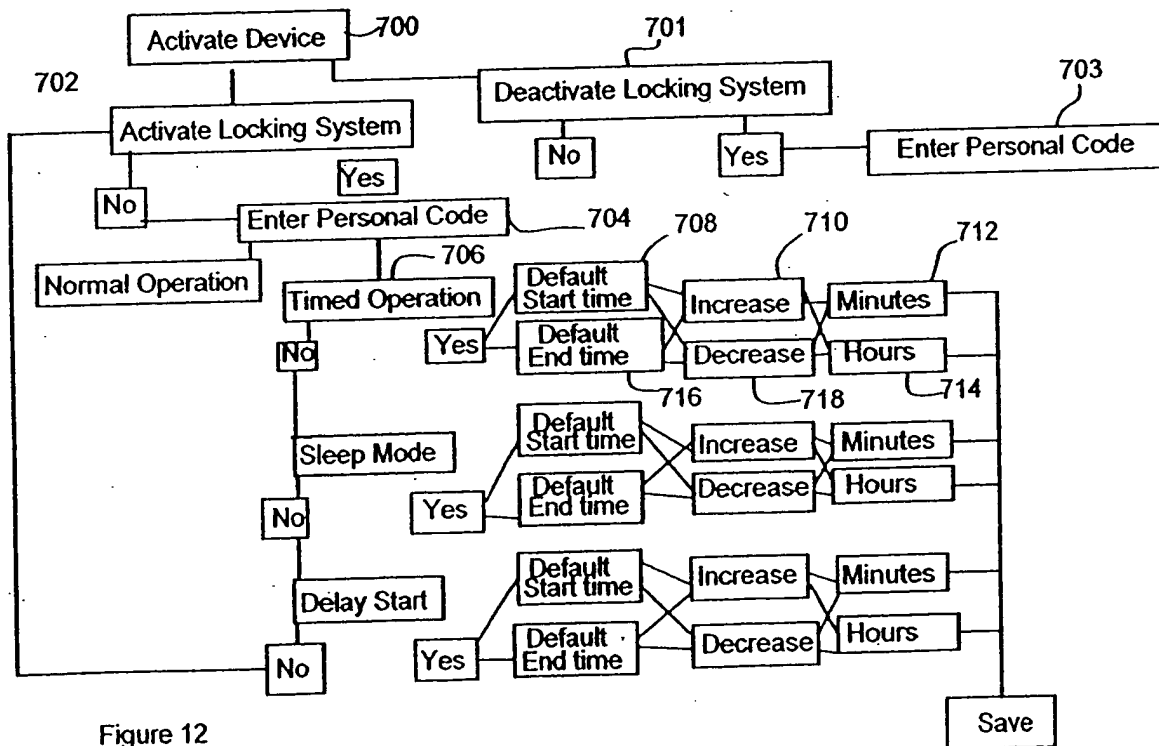 Activate Device
700
701
702
Deactivate Locking System
703
Activate Locking System
No
Yes
Enter Personal Code
Yes
No
Enter Personal Code
704
708
710
712
Normal Operation
706
Timed Operation
Default
Start time
Increase
Minutes
No
Yes
Default
End time
Decrease
Hours
716
718
714
Sleep Mode
Default
Start time
Increase
Minutes
No
Yes
Default
End time
Decrease
Hours
Delay Start
Default
Start time
Increase
Minutes
No
Yes
Default
End time
Decrease
Hours
Save
Figure 12